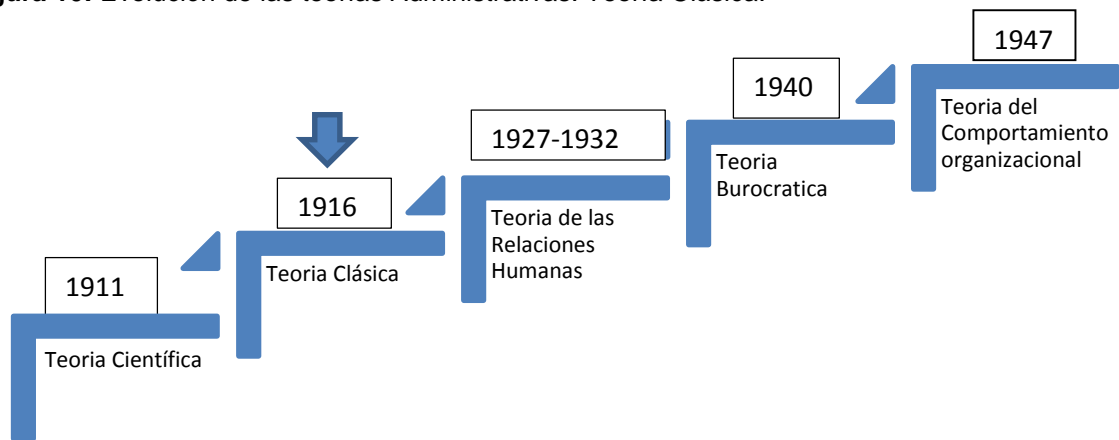 1947
1940
1927-1932
1916
1911
Teoria del
Comportamiento
organizacional
Teoria
Burocratica
Teoria de las
Relaciones
Humanas
Teoria Clásica
Teoria Científica